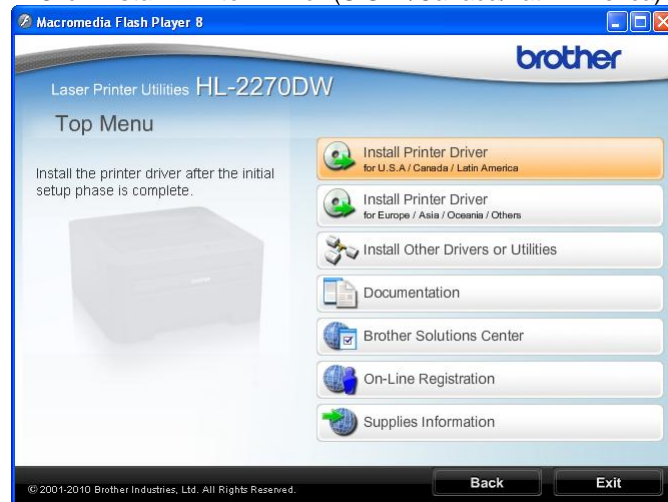 Macromedia Flash Player 8
brother
Laser Printer Utilities HL-2270DW
Top Menu
Install the printer driver after the initial
setup phase is complete.
Install Printer Driver
for U.S.A / Canada / Latin America
Install Printer Driver
for Europe / Asia / Oceania / Others
Install Other Drivers or Utilities
Documentation
Brother Solutions Center
On-Line Registration
Supplies Information
© 2001-2010 Brother Industries, Ltd. All Rights Reserved.
Back
Exit